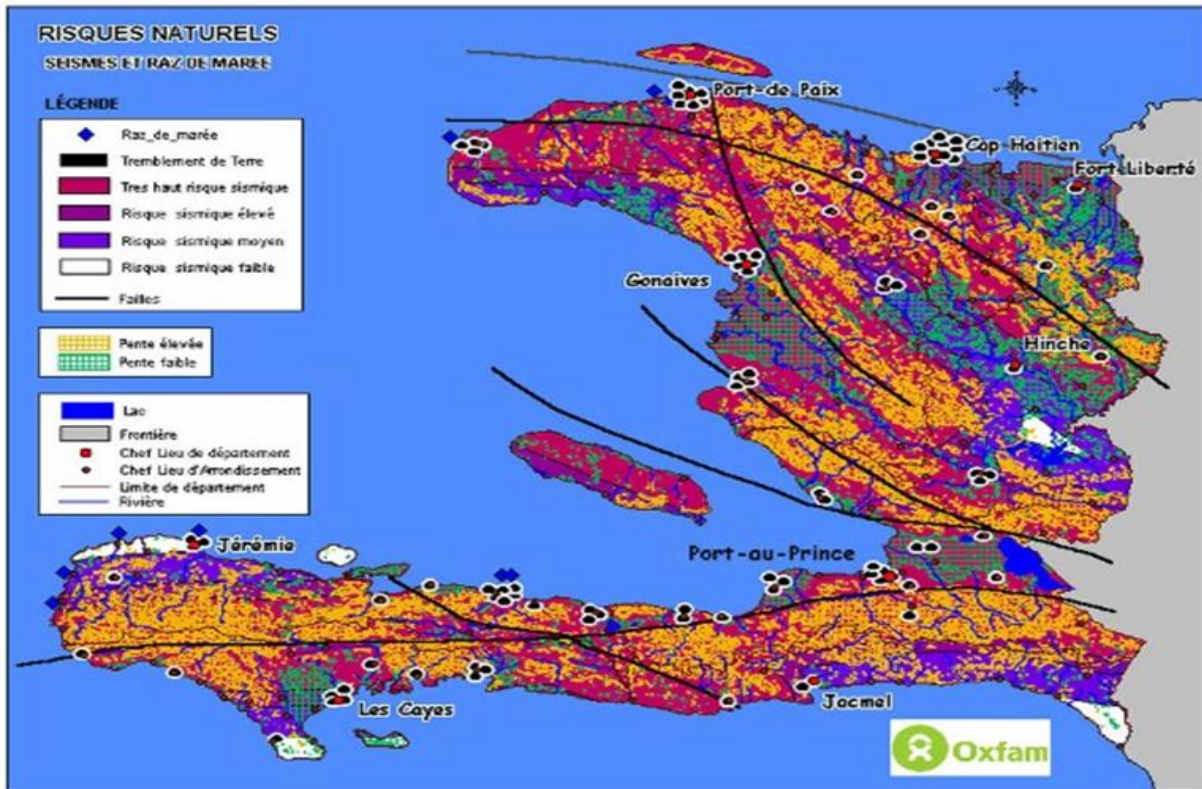 RISQUES NATURELS
SEISMES ET RAZ DE MAREE
LÉGENDE
Raz_de_marée
Tremblement de Terre
Tres haut risque sismique
Risque sismique élevé
Risque sismique moyen
Risque sismique faible
Failles
Pente élevée
Pente faible
Lac
Frontière
Chef Lieu de département
Chef Lieu d'Arrondissement
Limite de département
Rivière
Port-de Paix
Cap Haïtien
Fort-Liberté
Gonaives
Hinche
Port-au-Prince
Jérémie
Les Cayes
Jacmel
Oxfam